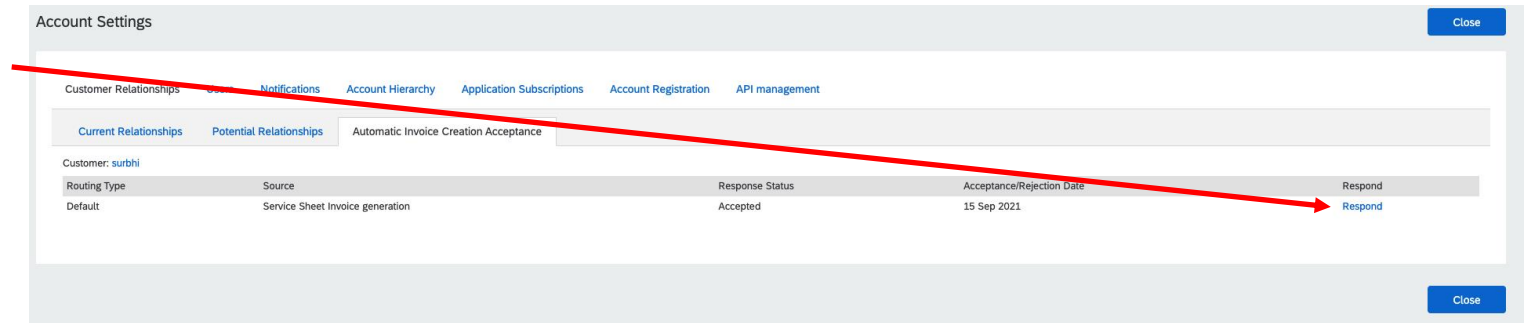 Account Settings
Close
Customer Relationships Users Notifications Account Hierarchy Application Subscriptions Account Registration API management
Current Relationships Potential Relationships Automatic Invoice Creation Acceptance
Customer: surbhi
Routing Type Source Response Status Acceptance/Rejection Date Respond
Default Service Sheet Invoice generation Accepted 15 Sep 2021 Respond
Close